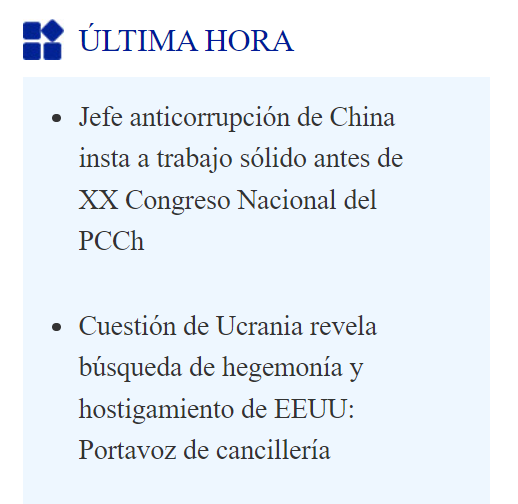 ÚLTIMA HORA
Jefe anticorrupción de China
insta a trabajo sólido antes de
XX Congreso Nacional del
PCCh
Cuestión de Ucrania revela
búsqueda de hegemonía y
hostigamiento de EEUU:
Portavoz de cancillería